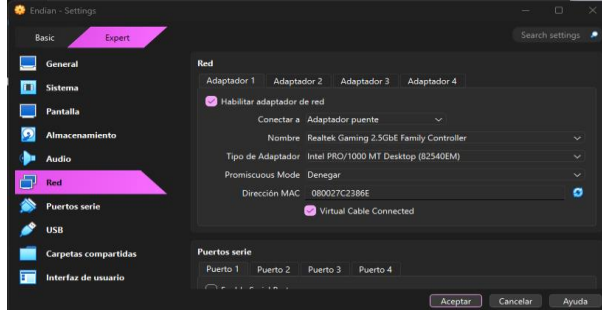 Endian - Settings
Basic
Expert
Search settings
General
Sistema
Pantalla
Almacenamiento
Audio
Red
Puertos serie
USB
Carpetas compartidas
Interfaz de usuario
Red
Adaptador 1 Adaptador 2 Adaptador 3 Adaptador 4
Habilitar adaptador de red
Conectar a Adaptador puente
Nombre Realtek Gaming 2.5GbE Family Controller
Tipo de Adaptador Intel PRO/1000 MT Desktop (82540EM)
Promiscuous Mode Denegar
Dirección MAC 080027C2386E
Virtual Cable Connected
Puertos serie
Puerto 1 Puerto 2 Puerto 3 Puerto 4
Aceptar Cancelar Ayuda